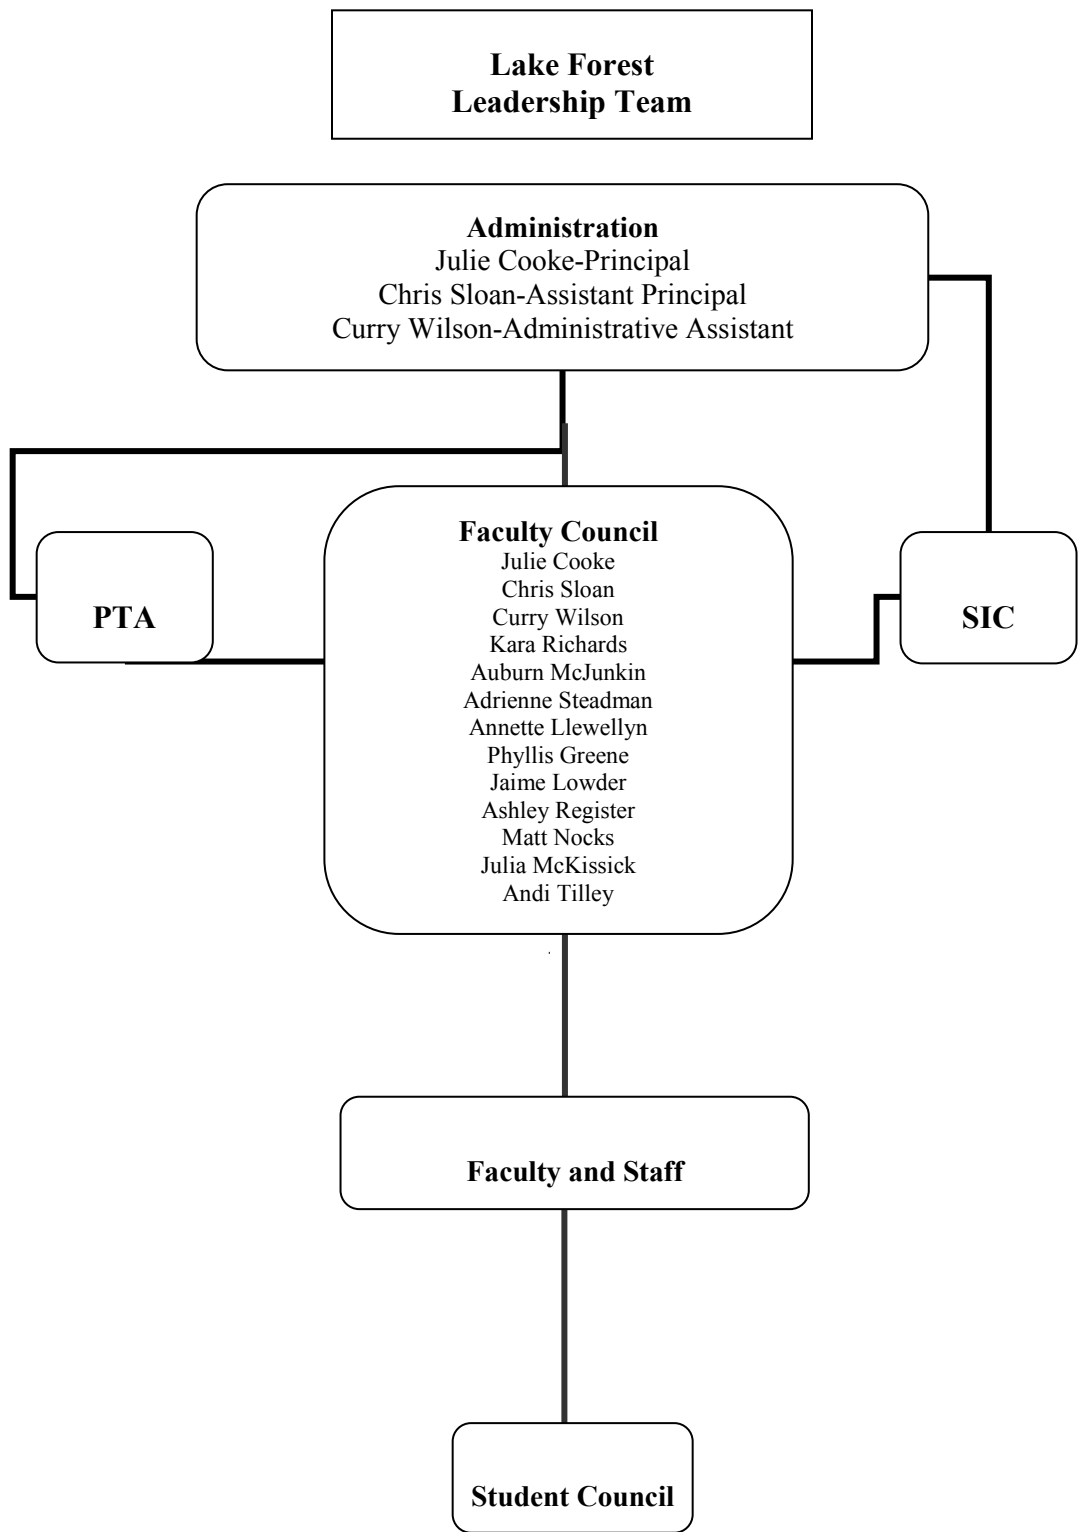 Lake Forest
Leadership Team
Administration
Julie Cooke-Principal
Chris Sloan-Assistant Principal
Curry Wilson-Administrative Assistant
Faculty Council
Julie Cooke
Chris Sloan
Curry Wilson
Kara Richards
Auburn McJunkin
Adrienne Steadman
Annette Llewellyn
Phyllis Greene
Jaime Lowder
Ashley Register
Matt Nocks
Julia McKissick
Andi Tilley
PTA
SIC
Faculty and Staff
Student Council